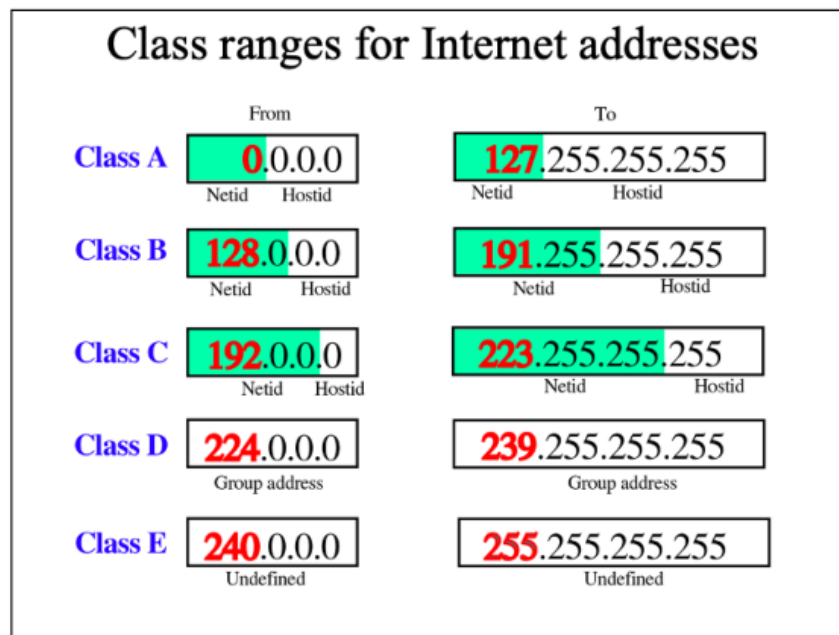 Class ranges for Internet addresses
From To
Class A 0.0.0.0 127.255.255.255
Netid Hostid Netid Hostid
Class B 128.0.0.0 191.255.255.255
Netid Hostid Netid Hostid
Class C 192.0.0.0 223.255.255.255
Netid Hostid Netid Hostid
Class D 224.0.0.0 239.255.255.255
Group address Group address
Class E 240.0.0.0 255.255.255.255
Undefined Undefined